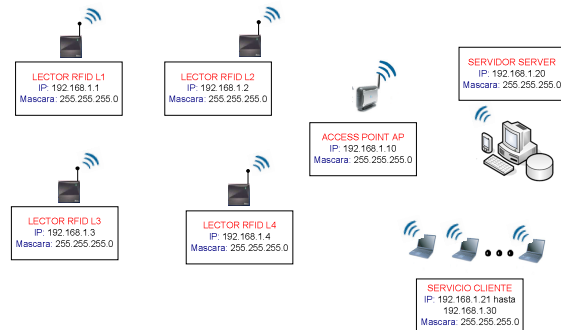 LECTOR RFID L1
IP: 192.168.1.1
Mascara: 255.255.255.0
LECTOR RFID L2
IP: 192.168.1.2
Mascara: 255.255.255.0
SERVIDOR SERVER
IP: 192.168.1.20
Mascara: 255.255.255.0
ACCESS POINT AP
IP: 192.168.1.10
Mascara: 255.255.255.0
LECTOR RFID L3
IP: 192.168.1.3
Mascara: 255.255.255.0
LECTOR RFID L4
IP: 192.168.1.4
Mascara: 255.255.255.0
SERVICIO CLIENTE
IP: 192.168.1.21 hasta
192.168.1.30
Mascara: 255.255.255.0